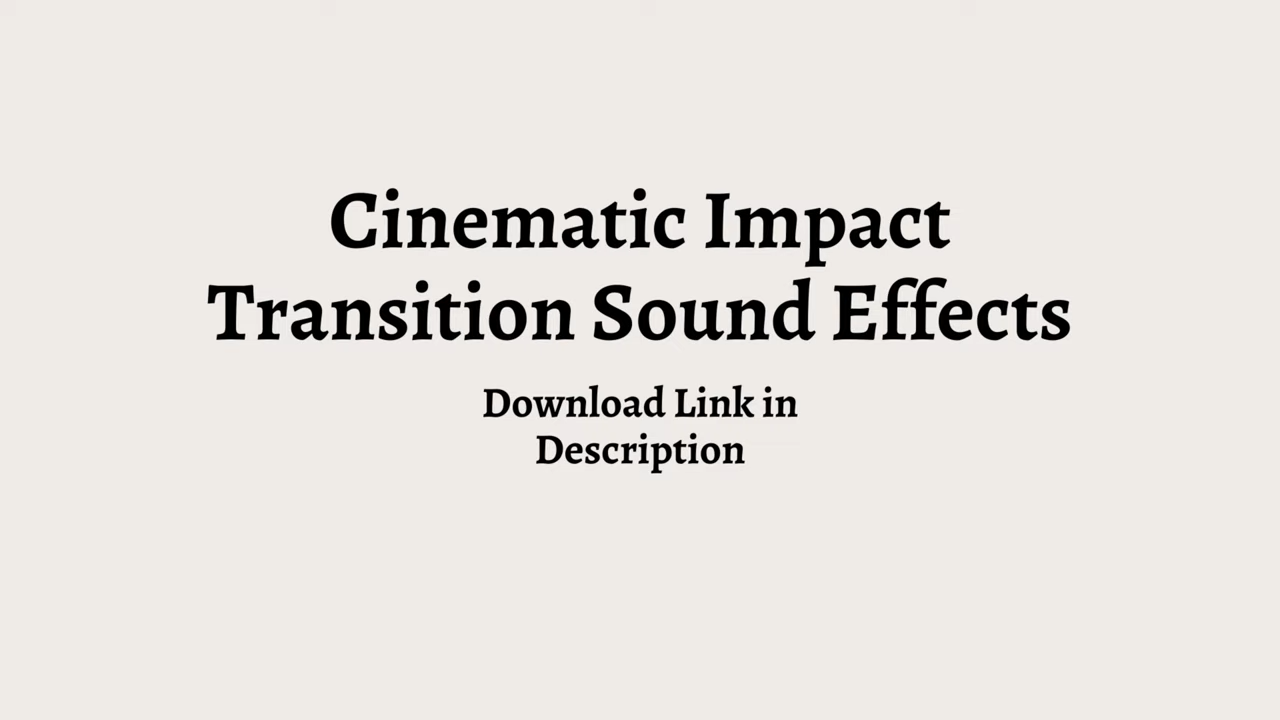 Cinematic Impact
Transition Sound Effects
Download Link in
Description